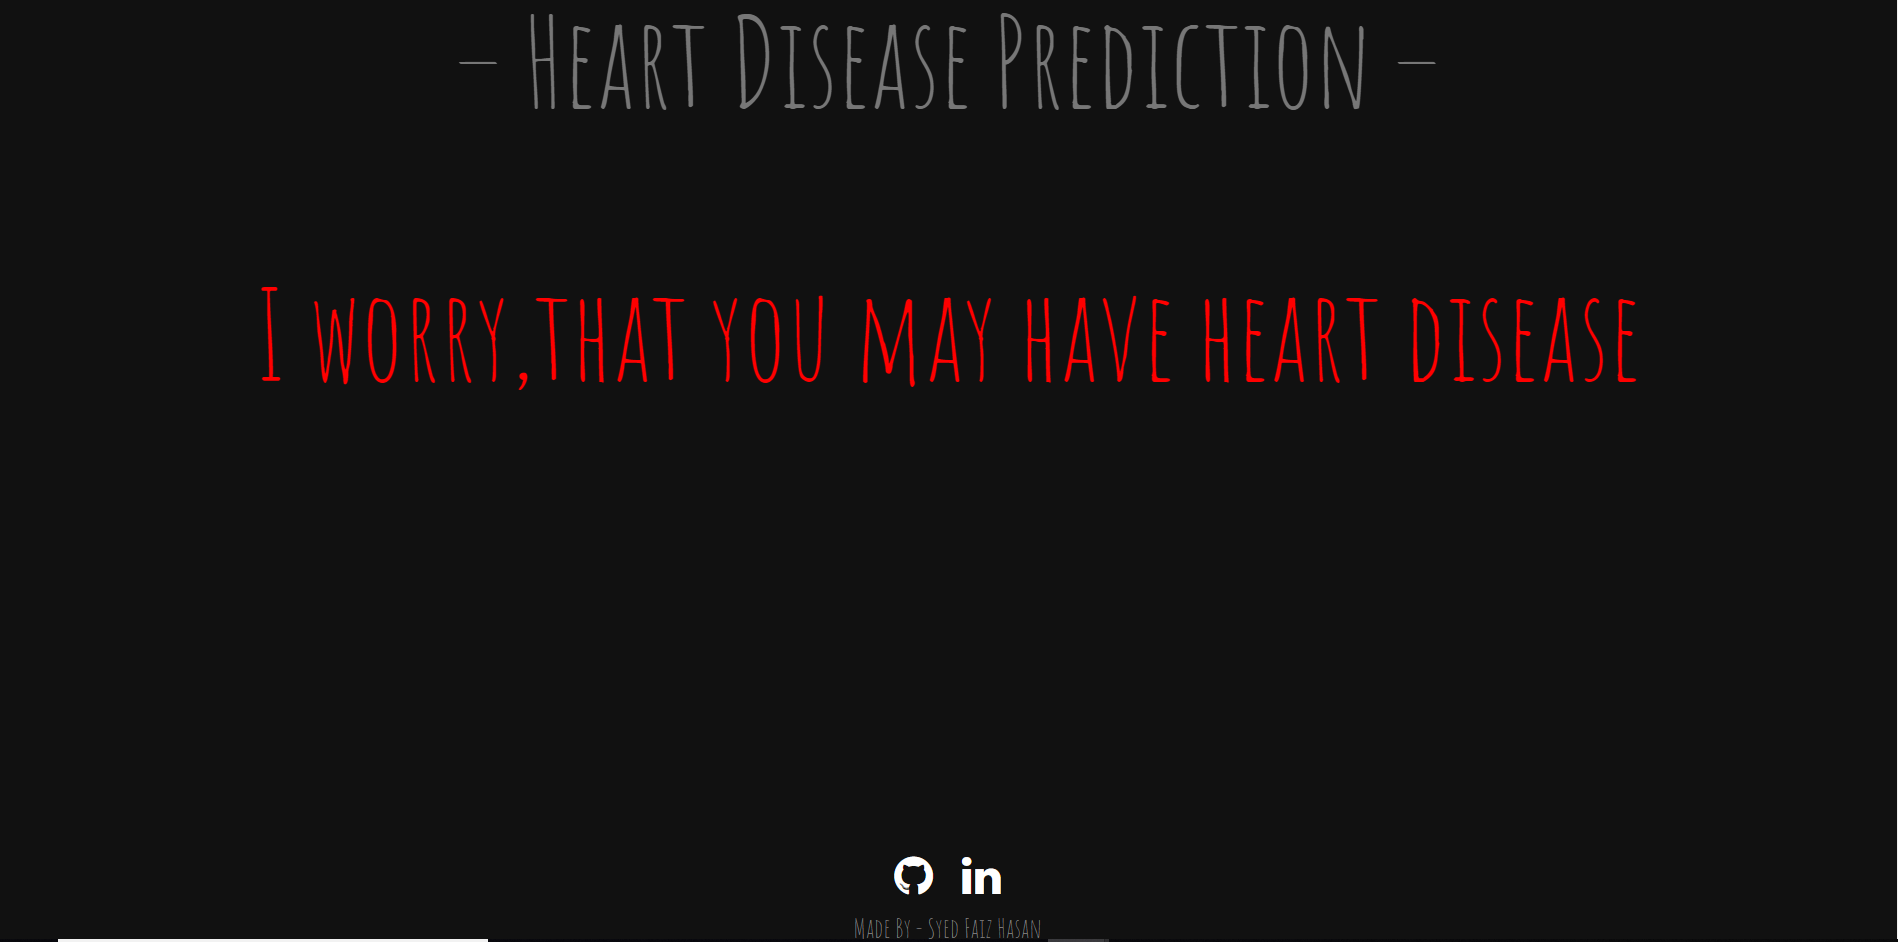 – Heart Disease Prediction –
I worry,that you may have heart disease
in
Made By - Syed Faiz Hasan